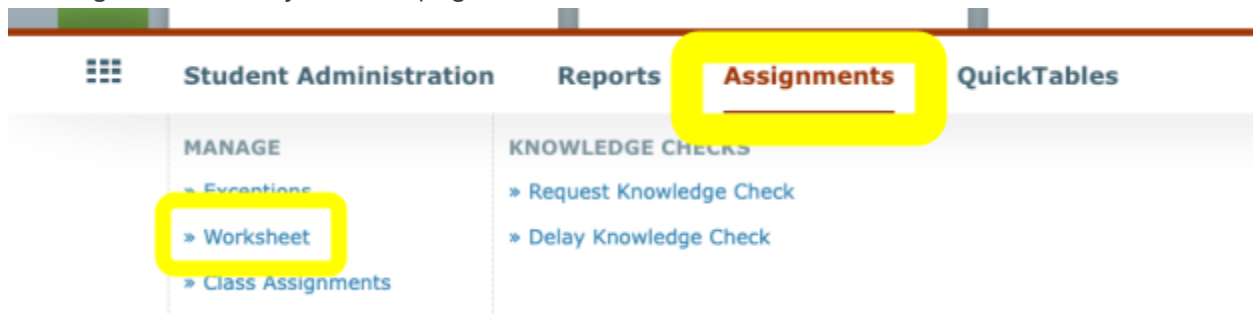 Student Administration Reports Assignments QuickTables
MANAGE KNOWLEDGE CHECKS
» Exceptions » Request Knowledge Check
» Worksheet » Delay Knowledge Check
» Class Assignments